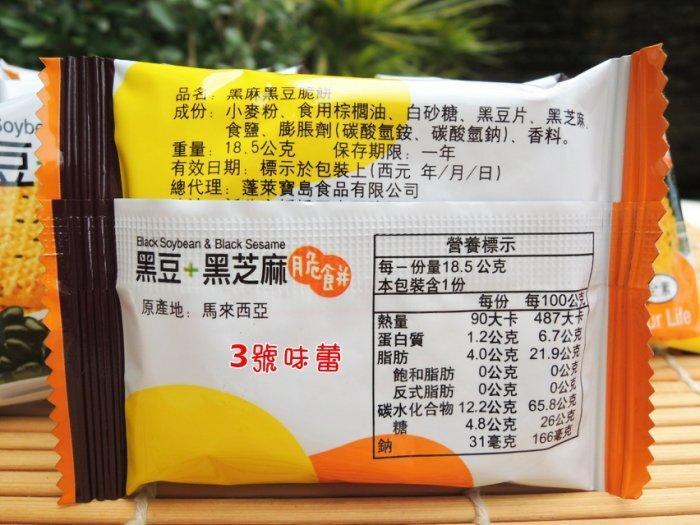 品名：黑麻黑豆脆餅
成份：小麥粉、食用棕櫚油、白砂糖、黑豆片、黑芝麻、
食鹽、膨脹劑(碳酸氫銨、碳酸氫鈉)、香料。
重量：18.5公克 保存期限：一年
有效日期：標示於包裝上(西元 年/月/日)
總代理：蓬萊寶島食品有限公司
Black Soybean & Black Sesame
黑豆+黑芝麻脆餅
原產地：馬來西亞
3號味蕾
營養標示
每一份量18.5公克
本包裝含1份
每份 每100公克
熱量 90大卡 487大卡
蛋白質 1.2公克 6.7公克
脂肪 4.0公克 21.9公克
飽和脂肪 0公克 0公克
反式脂肪 0公克 0公克
碳水化合物 12.2公克 65.8公克
糖 4.8公克 26公克
鈉 31毫克 166毫克
Soybe
豆+
or Life